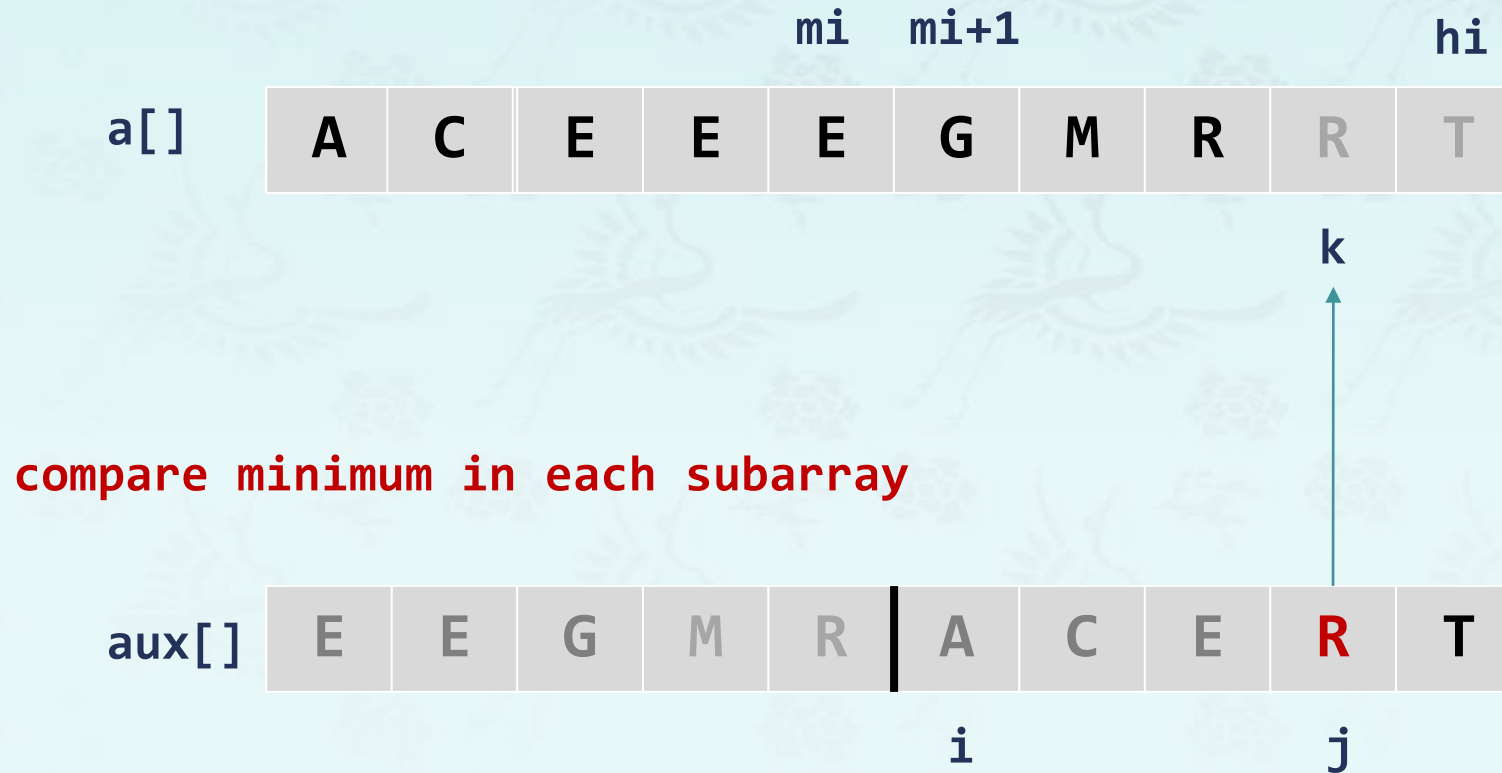 mi mi+1 hi
a[] A C E E E G M R R T
k
compare minimum in each subarray
aux[] E E G M R A C E R T
i j